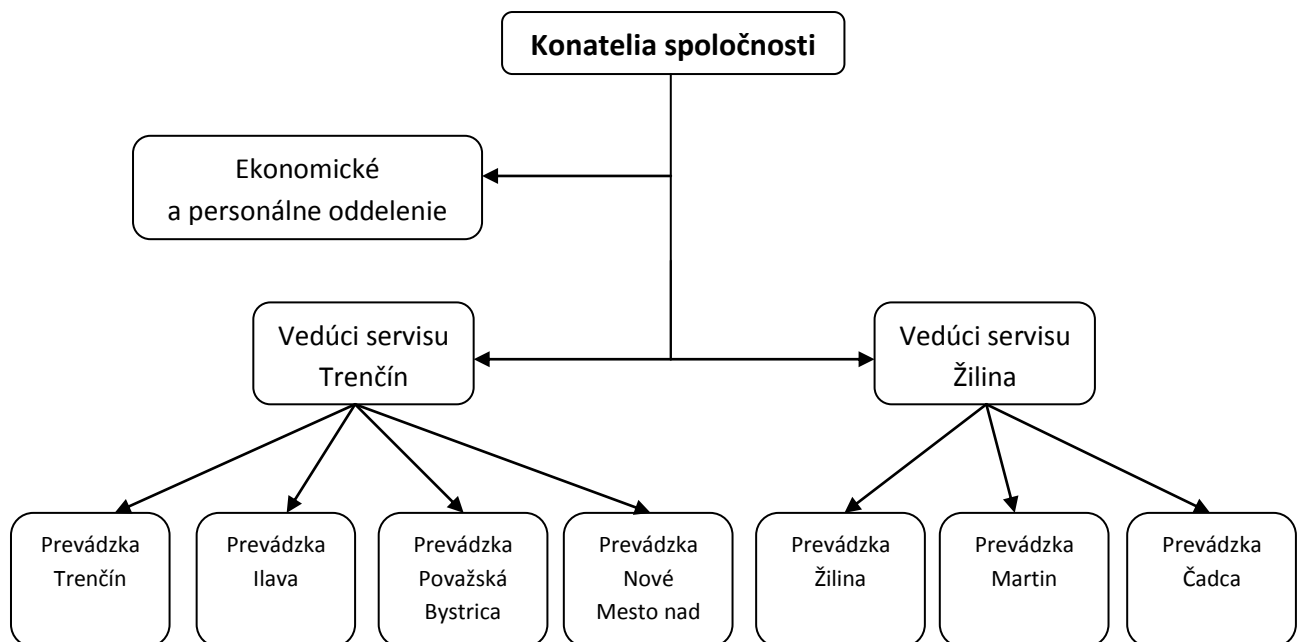 Konatelia spoločnosti
Ekonomické
a personálne oddelenie
Vedúci servisu
Trenčín
Vedúci servisu
Žilina
Prevádzka
Trenčín
Prevádzka
Ilava
Prevádzka
Považská
Bystrica
Prevádzka
Nové
Mesto nad
Prevádzka
Žilina
Prevádzka
Martin
Prevádzka
Čadca